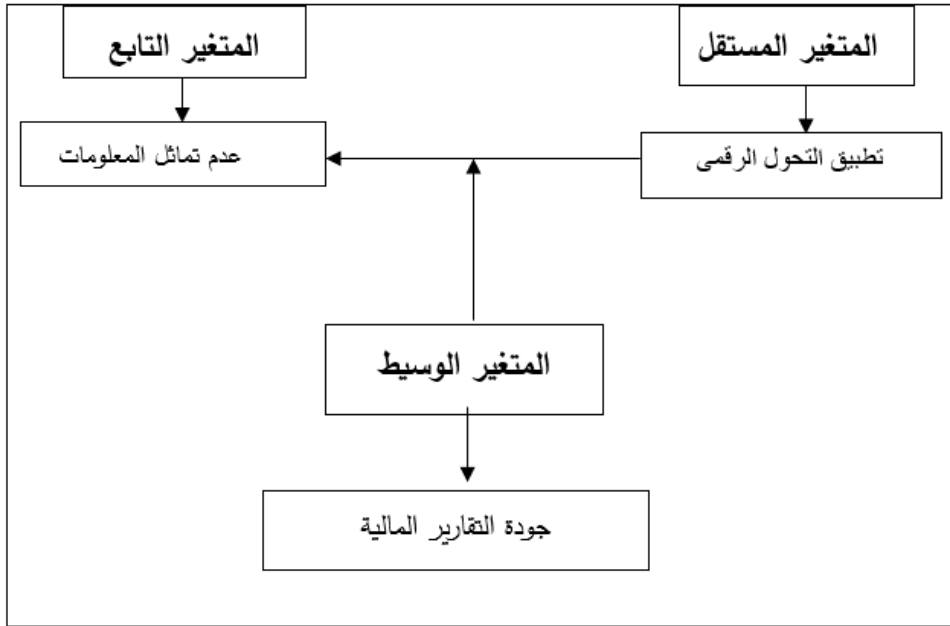 المتغير المستقل
المتغير التابع
تطبيق التحول الرقمى
عدم تماثل المعلومات
المتغير الوسيط
جودة التقارير المالية